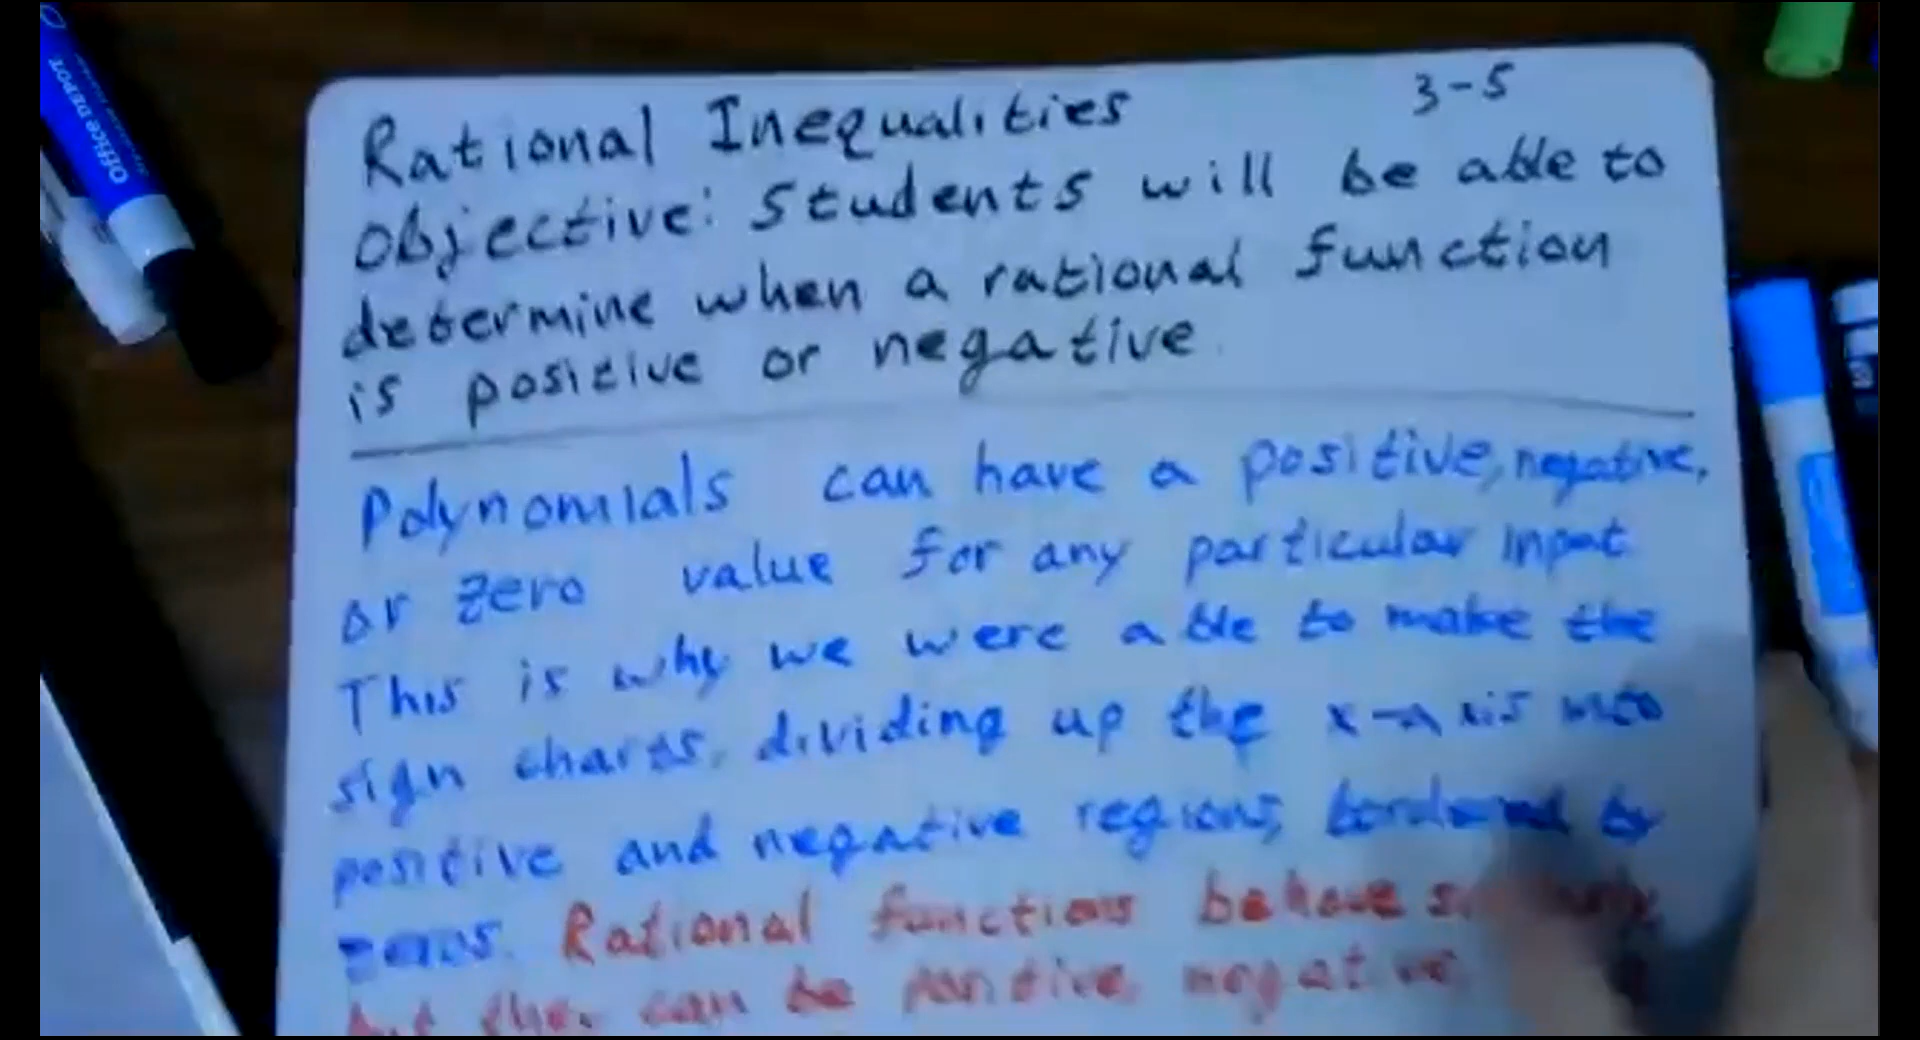 Office DEPOT
Rational Inequalities 3-5
Objective: Students will be able to
determine when a rational function
is positive or negative.
Polynomials can have a positive, negative,
or zero value for any particular input
This is why we were able to make the
sign charts, dividing up the x-axis into
positive and negative regions, bordered by
zeros. Rational functions behave similarly
but they can be positive, negative,